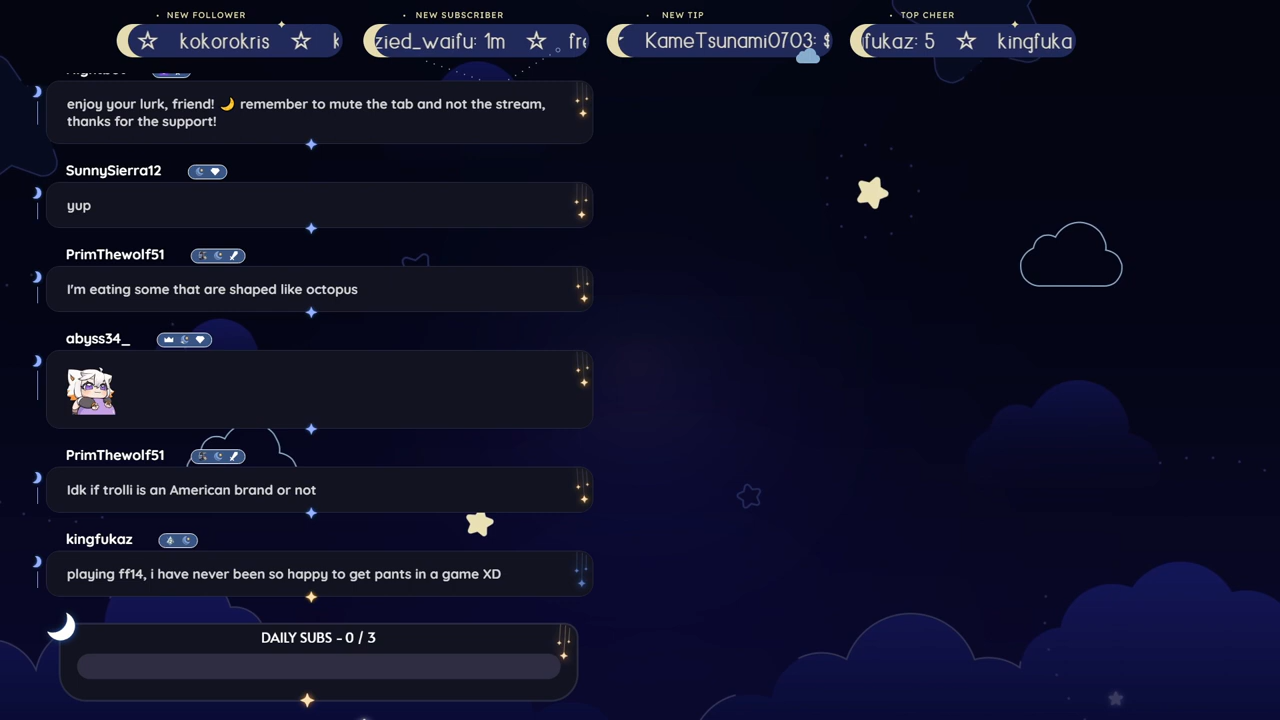 NEW FOLLOWER
NEW SUBSCRIBER
NEW TIP
TOP CHEER
kokorokris
zied_waifu: 1m
KameTsunami0703: $
fukaz: 5
kingfuka
enjoy your lurk, friend! 🌙 remember to mute the tab and not the stream,
thanks for the support!
SunnySierra12
yup
PrimThewolf51
I'm eating some that are shaped like octopus
abyss34_
PrimThewolf51
Idk if trolli is an American brand or not
kingfukaz
playing ff14, i have never been so happy to get pants in a game XD
DAILY SUBS - 0 / 3